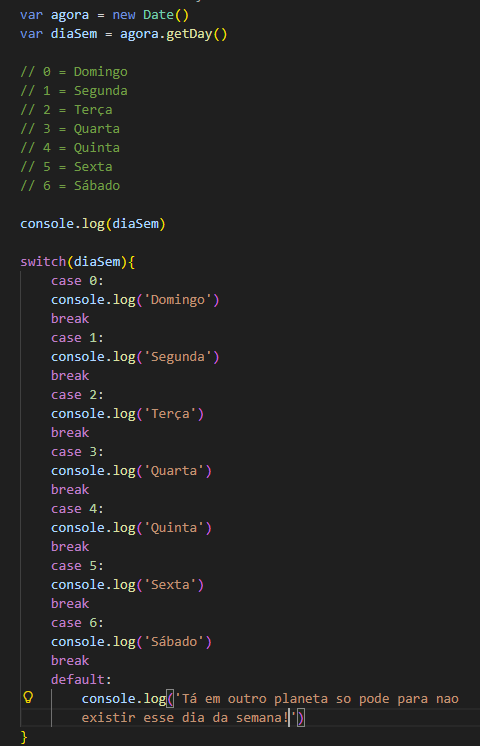 var agora = new Date()
var diaSem = agora.getDay()
// 0 = Domingo
// 1 = Segunda
// 2 = Terça
// 3 = Quarta
// 4 = Quinta
// 5 = Sexta
// 6 = Sábado
console.log(diaSem)
switch(diaSem){
case 0:
console.log('Domingo')
break
case 1:
console.log('Segunda')
break
case 2:
console.log('Terça')
break
case 3:
console.log('Quarta')
break
case 4:
console.log('Quinta')
break
case 5:
console.log('Sexta')
break
case 6:
console.log('Sábado')
break
default:
console.log('Tá em outro planeta so pode para nao
existir esse dia da semana!')
}